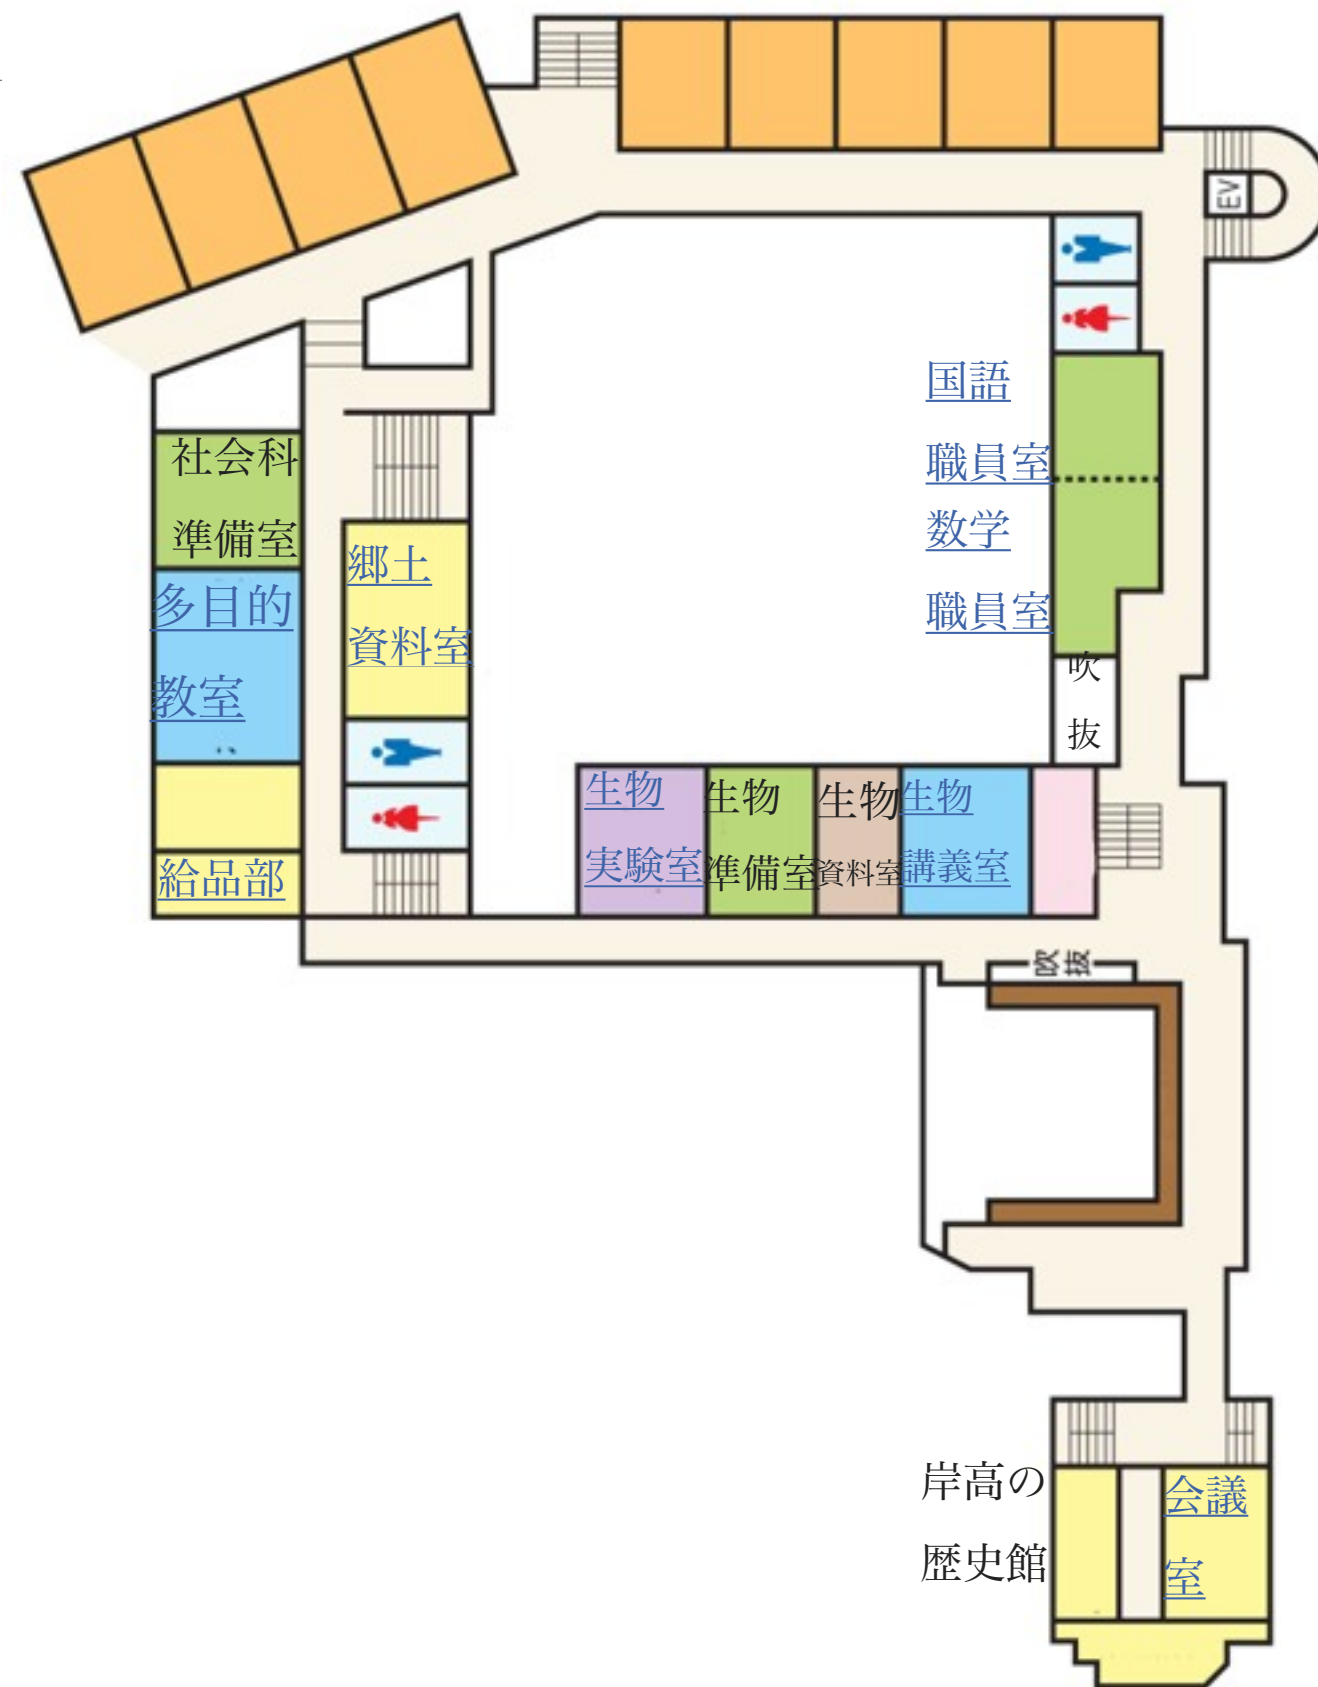 EV
国語
職員室
数学
職員室
吹
抜
社会科
準備室
多目的
教室
給品部
郷土
資料室
生物
実験室
生物
準備室
生物
資料室
生物
講義室
吹抜
岸高の
歴史館
会議
室